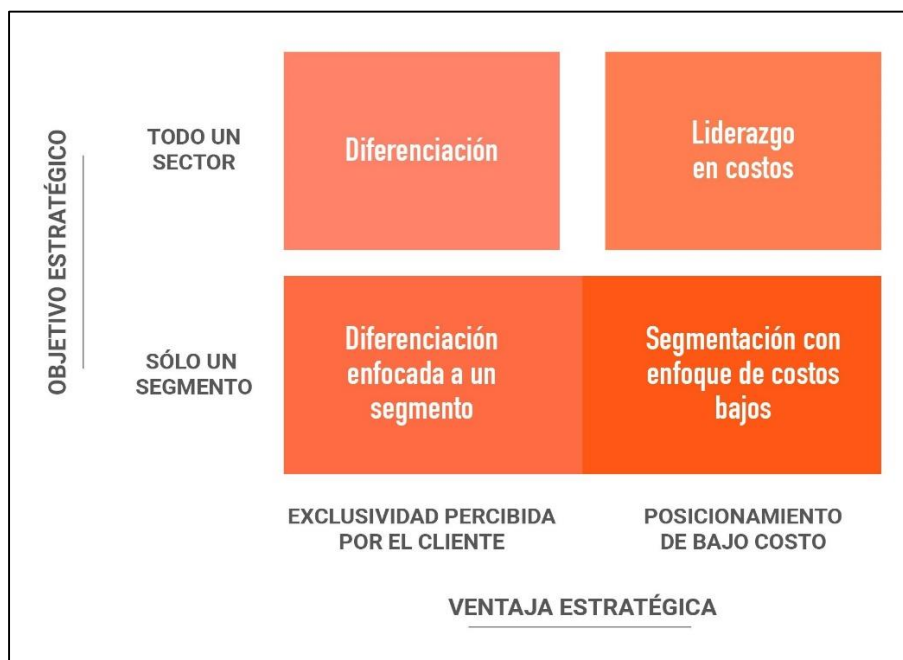 OBJETIVO ESTRATÉGICO
TODO UN
SECTOR
Diferenciación
Liderazgo
en costos
SÓLO UN
SEGMENTO
Diferenciación
enfocada a un
segmento
Segmentación con
enfoque de costos
bajos
EXCLUSIVIDAD PERCIBIDA
POR EL CLIENTE
POSICIONAMIENTO
DE BAJO COSTO
VENTAJA ESTRATÉGICA